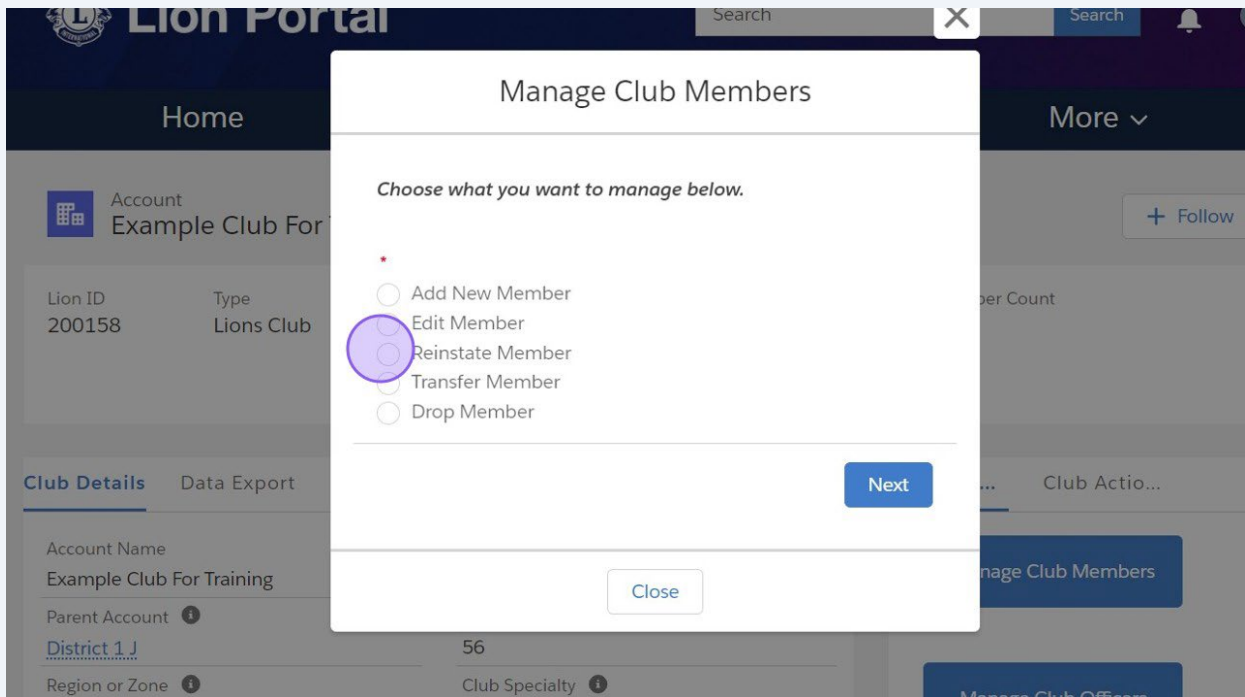 Lion Portal
Search
Search
Home
More
Manage Club Members
Choose what you want to manage below.
*
Add New Member
Edit Member
Reinstate Member
Transfer Member
Drop Member
Next
Close
Account
Example Club For
+ Follow
Lion ID
200158
Type
Lions Club
Count
Club Details
Data Export
... Club Actio...
Account Name
Example Club For Training
Parent Account
District 1 J
56
Region or Zone
Club Specialty
Club Members
Manage Club Officers